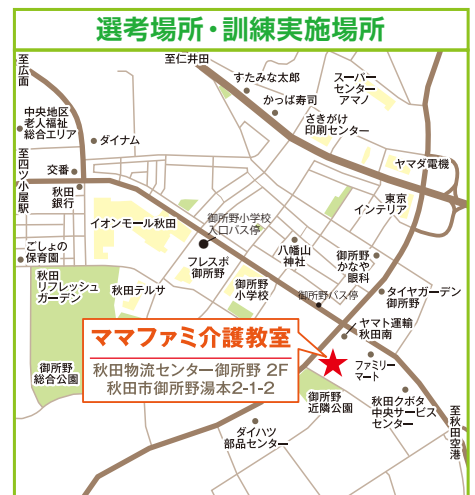 選考場所・訓練実施場所
至広面
至仁井田
すたみな太郎
スーパー
センター
アマノ
かっぱ寿司
中央地区
老人福祉
総合エリア
さきがけ
印刷センター
ダイナム
至四ツ小屋駅
交番
ヤマダ電機
秋田
銀行
東京
インテリア
イオンモール秋田
御所野小学校
入口バス停
ごしょの
保育園
フレスポ
御所野
八幡山
神社
御所野
かなや
眼科
秋田
リフレッシュ
ガーデン
秋田テルサ
御所野
小学校
御所野バス停
タイヤガーデン
御所野
ママファミ介護教室
秋田物流センター御所野 2F
秋田市御所野湯本2-1-2
ヤマト運輸
秋田南
御所野
総合公園
ファミリー
マート
御所野
近隣公園
秋田クボタ
中央サービス
センター
至秋田空港
ダイハツ
部品センター